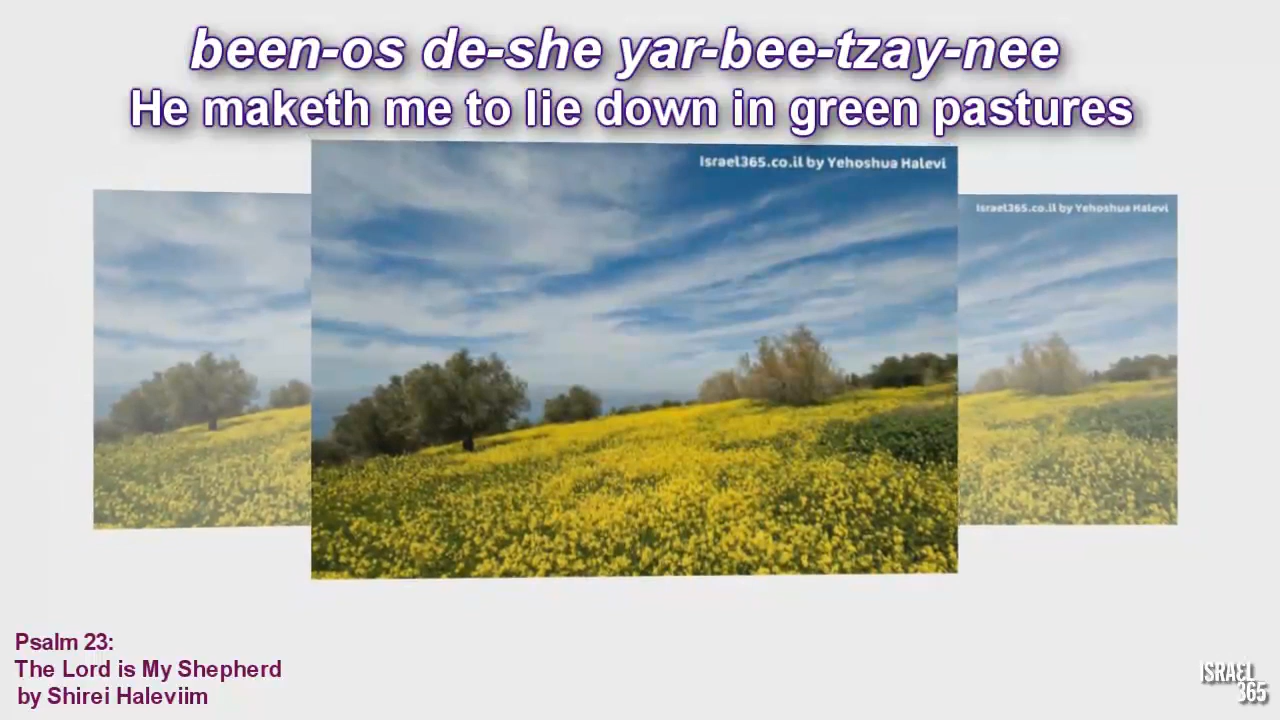 been-os de-she yar-bee-tzay-nee
He maketh me to lie down in green pastures
Israel365.co.il by Yehoshua Halevi
Israel365.co.il by Yehoshua Halevi
Psalm 23:
The Lord is My Shepherd
by Shirei Haleviim
ISRAEL
365